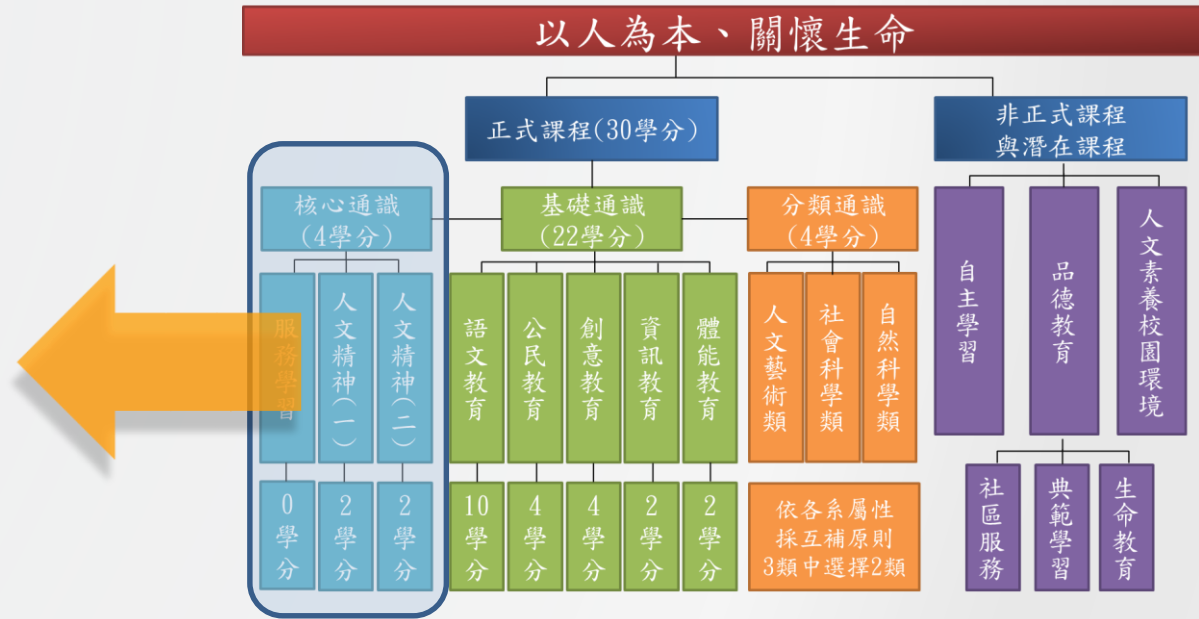 以人為本、關懷生命
正式課程(30學分)
非正式課程
與潛在課程
核心通識
(4學分)
基礎通識
(22學分)
分類通識
(4學分)
服務學習
人文精神(一)
人文精神(二)
語文教育
公民教育
創意教育
資訊教育
體能教育
人文藝術類
社會科學類
自然科學類
自主學習
品德教育
人文素養校園環境
0學分
2學分
2學分
10學分
4學分
4學分
2學分
2學分
依各系屬性
採互補原則
3類中選擇2類
社區服務
典範學習
生命教育